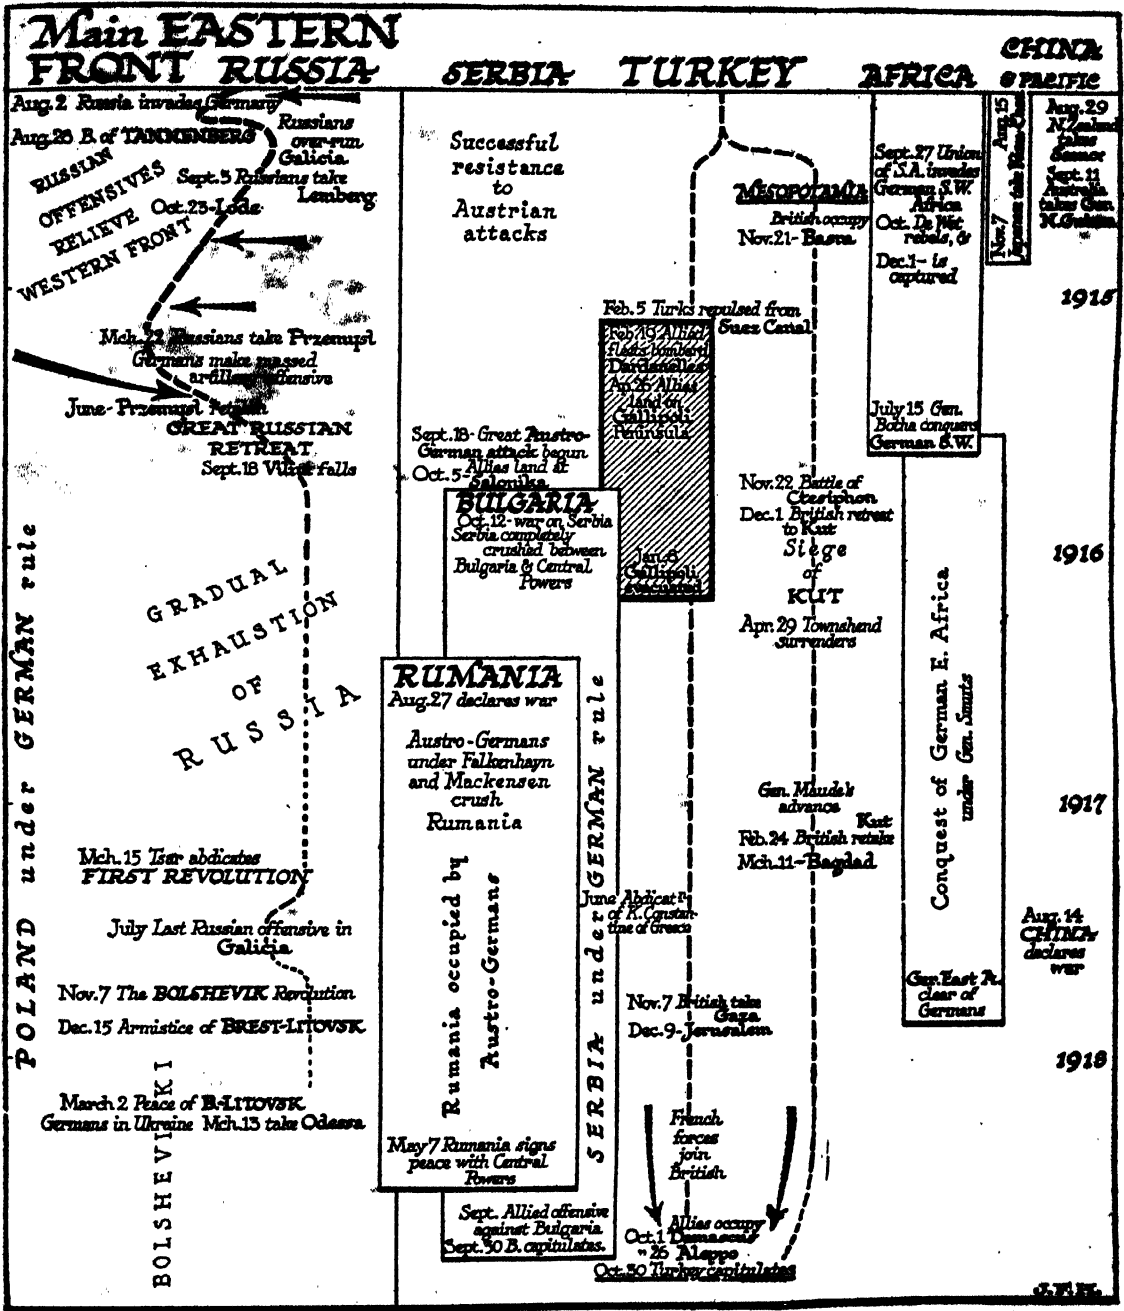 Main EASTERN
FRONT RUSSIA
SERBIA
TURKEY
AFRICA
CHINA
& PACIFIC
Aug. 2 Russia invades Germany
Aug. 26 B. of TANNENBERG
Russians
over-run
Galicia
RUSSIAN
OFFENSIVES
RELIEVE
WESTERN FRONT
Sept. 3 Russians take
Lemberg
Oct. 23-Lodz
Mch. 22 Russians take Przemysl
Germans make massed
artillery offensive
June-Przemysl Retaken
GREAT RUSSIAN
RETREAT
Sept. 18 Vilna falls
POLAND under GERMAN rule
GRADUAL
EXHAUSTION
OF
RUSSIA
Mch. 15 Tsar abdicates
FIRST REVOLUTION
July Last Russian offensive in
Galicia
Nov. 7 The BOLSHEVIK Revolution
Dec. 15 Armistice of BREST-LITOVSK
March 2 Peace of B.-LITOVSK
Germans in Ukraine Mch. 13 take Odessa
BOLSHEVIKI
Successful
resistance
to
Austrian
attacks
Sept. 18-Great Austro-
German attack begun
Oct. 5-Allies land at
Salonika
BULGARIA
Oct. 12-war on Serbia
Serbia completely
crushed between
Bulgaria & Central
Powers
RUMANIA
Aug. 27 declares war
Austro-Germans
under Falkenhayn
and Mackensen
crush
Rumania
Rumania occupied by
Austro-Germans
May 7 Rumania signs
peace with Central
Powers
SERBIA under GERMAN rule
Sept. Allied offensive
against Bulgaria
Sept. 30 B. capitulates.
MESOPOTAMIA
British occupy
Nov. 21-Basra
Feb. 5 Turks repulsed from
Suez Canal
Feb. 19 Allied
fleets bombard
Dardanelles
Ap. 25 Allies
land on
Gallipoli
Peninsula
Jan. 8
Gallipoli
evacuated
Nov. 22 Battle of
Ctesiphon
Dec. 1 British retreat
to Kut
Siege
of
KUT
Apr. 29 Townshend
surrenders
Gen. Maude's
advance
Kut
Feb. 24 British retake
Mch. 11-Bagdad
June Abdicatn.
of K. Constan-
tine of Greece
Nov. 7 British take
Gaza
Dec. 9-Jerusalem
French
forces
join
British
Allies occupy
Oct. 1 Damascus
" 26 Aleppo
Oct. 30 Turkey capitulates
Sept. 27 Union
of S.A. invades
German S.W.
Africa
Oct. De Wet
rebels, &
Dec. 1-is
captured
July 15 Gen.
Botha conquers
German S.W.
Conquest of German E. Africa
under Gen. Smuts
Ger. East A.
clear of
Germans
Aug. 15
Nov. 7
Japanese take Kiau-Chau
Aug. 29
N. Zealand
takes
Samoa
Sept. 11
Australia
takes Ger.
N. Guinea
1915
1916
1917
Aug. 14
CHINA
declares
war
1918
J.F.H.